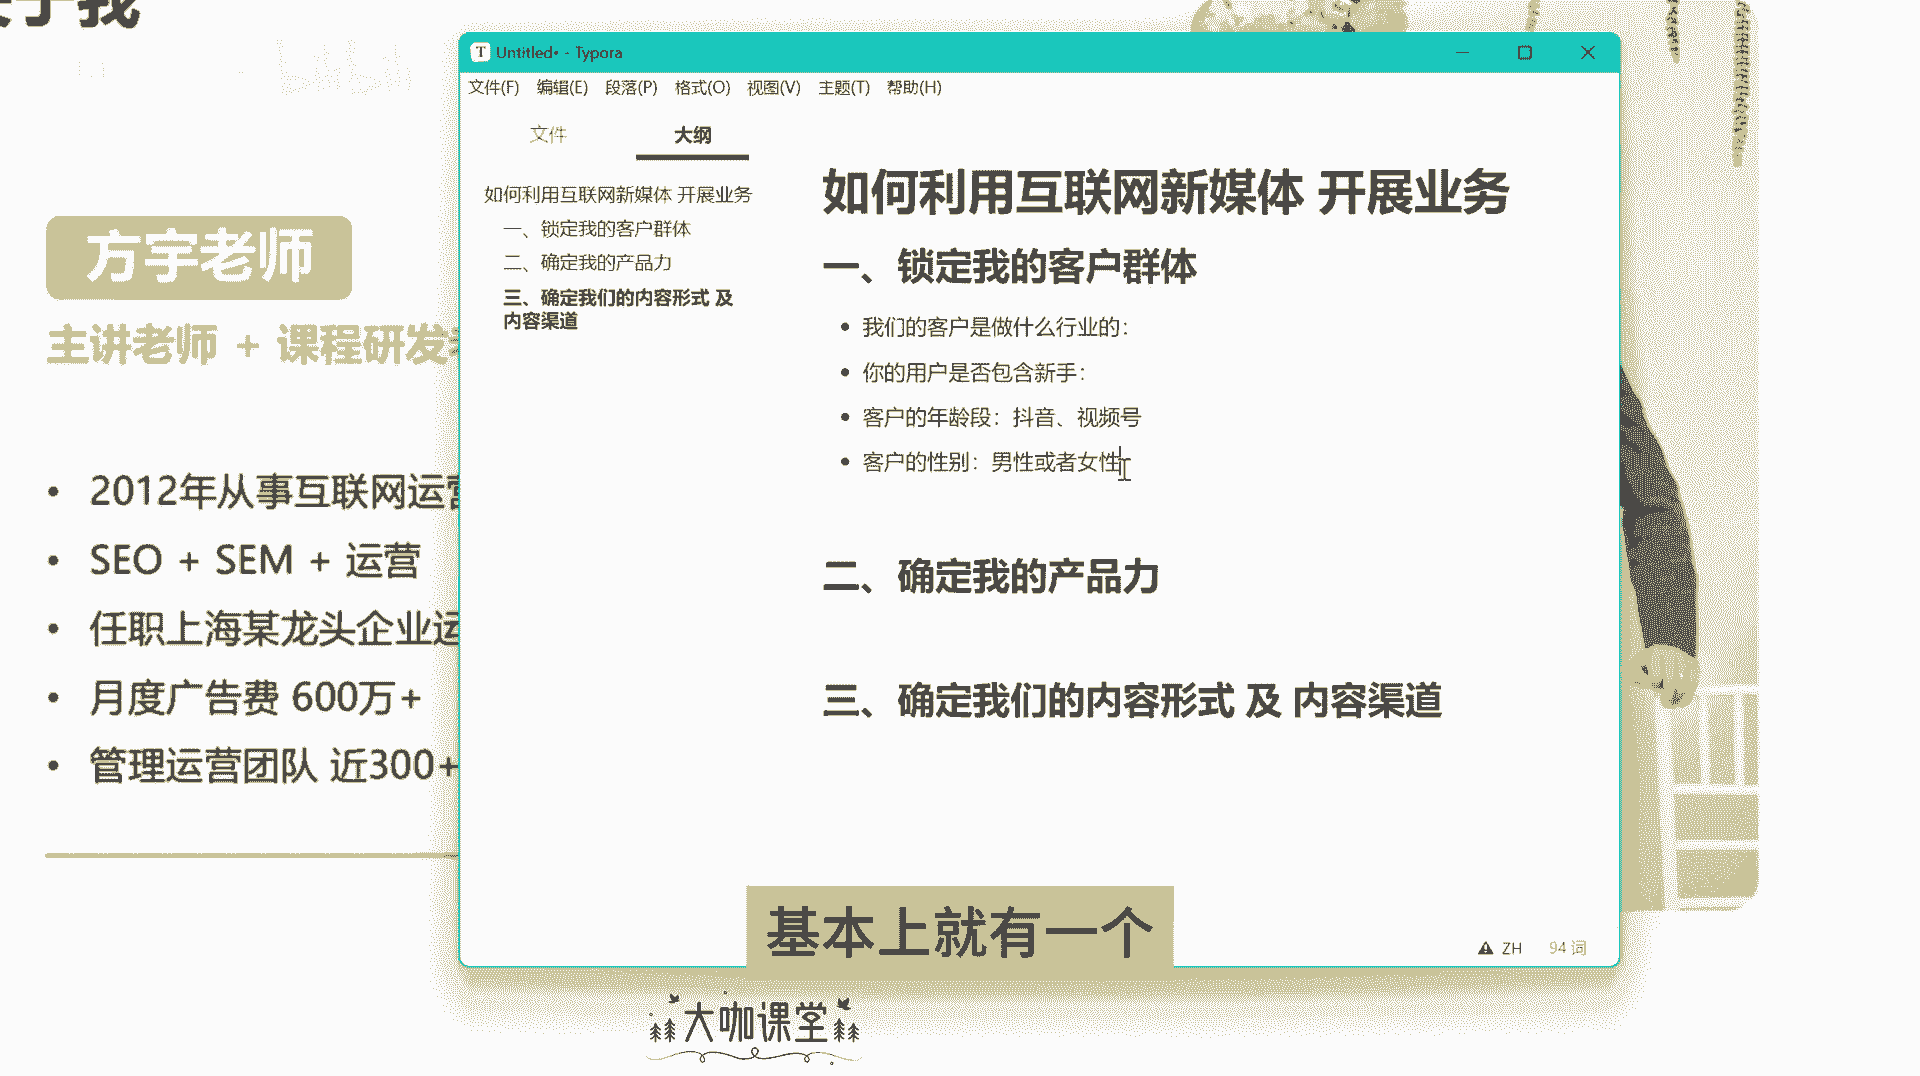 Untitled• - Typora
文件(F) 编辑(E) 段落(P) 格式(O) 视图(V) 主题(T) 帮助(H)
文件 大纲
如何利用互联网新媒体 开展业务
一、锁定我的客户群体
二、确定我的产品力
三、确定我们的内容形式 及
内容渠道
如何利用互联网新媒体 开展业务
一、锁定我的客户群体
• 我们的客户是做什么行业的：
• 你的用户是否包含新手：
• 客户的年龄段：抖音、视频号
• 客户的性别：男性或者女性
二、确定我的产品力
三、确定我们的内容形式 及 内容渠道
ZH 94 词
于我
bilibili
方宇老师
主讲老师 + 课程研发
• 2012年从事互联网运营
• SEO + SEM + 运营
• 任职上海某龙头企业运
• 月度广告费 600万+
• 管理运营团队 近300+
基本上就有一个
大咖课堂